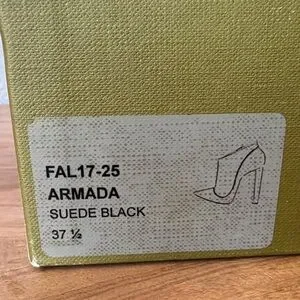 FAL17-25
ARMADA
SUEDE BLACK
37 ½